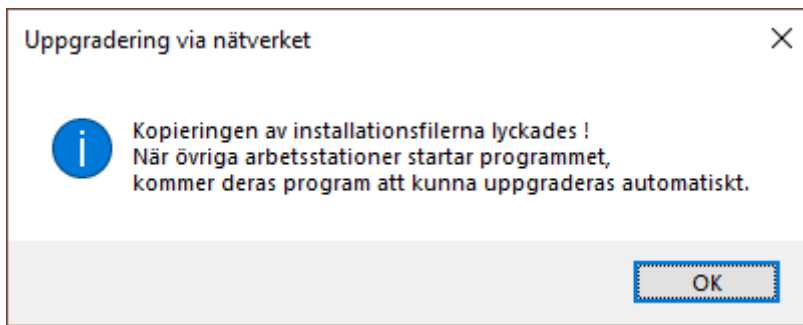 Uppgradering via nätverket
Kopieringen av installationsfilerna lyckades !
När övriga arbetsstationer startar programmet,
kommer deras program att kunna uppgraderas automatiskt.
OK